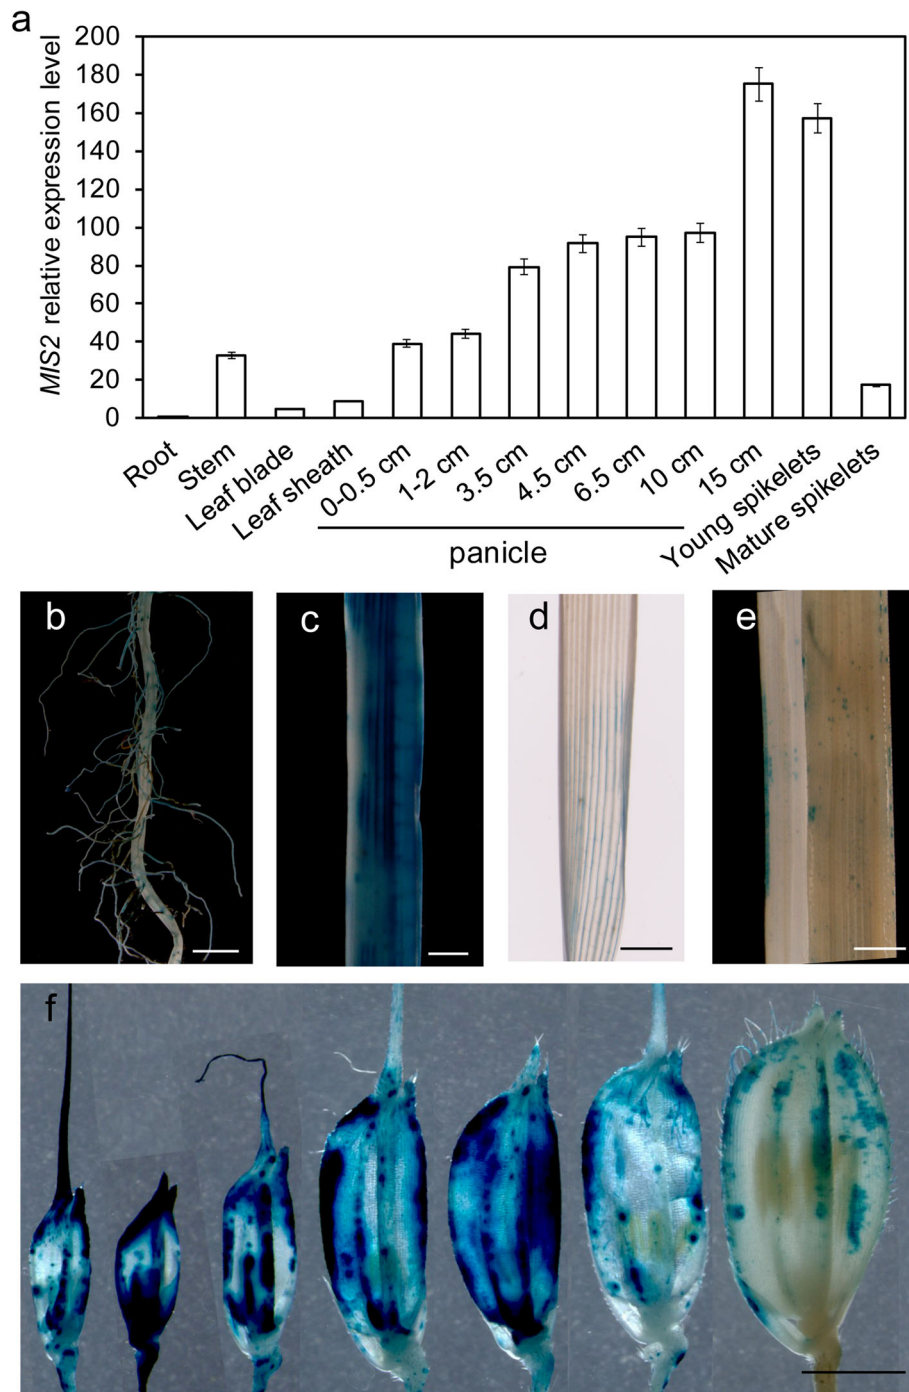 a
MIS2 relative expression level
200
180
160
140
120
100
80
60
40
20
0
Root
Stem
Leaf blade
Leaf sheath
0-0.5 cm
1-2 cm
3.5 cm
4.5 cm
6.5 cm
10 cm
15 cm
Young spikelets
Mature spikelets
panicle
b
c
d
e
f